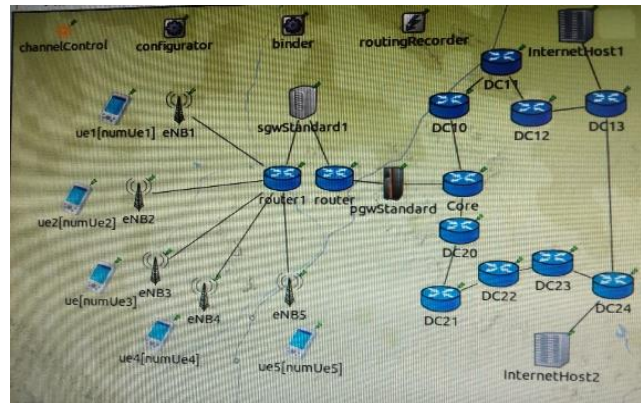 channelControl
configurator
binder
routingRecorder
InternetHost1
DC11
ue1[numUe1]
eNB1
sgwStandard1
DC10
DC12
DC13
ue2[numUe2]
eNB2
router1
router
pgwStandard
Core
DC20
ue[numUe3]
eNB3
eNB4
eNB5
DC21
DC22
DC23
DC24
ue4[numUe4]
ue5[numUe5]
InternetHost2